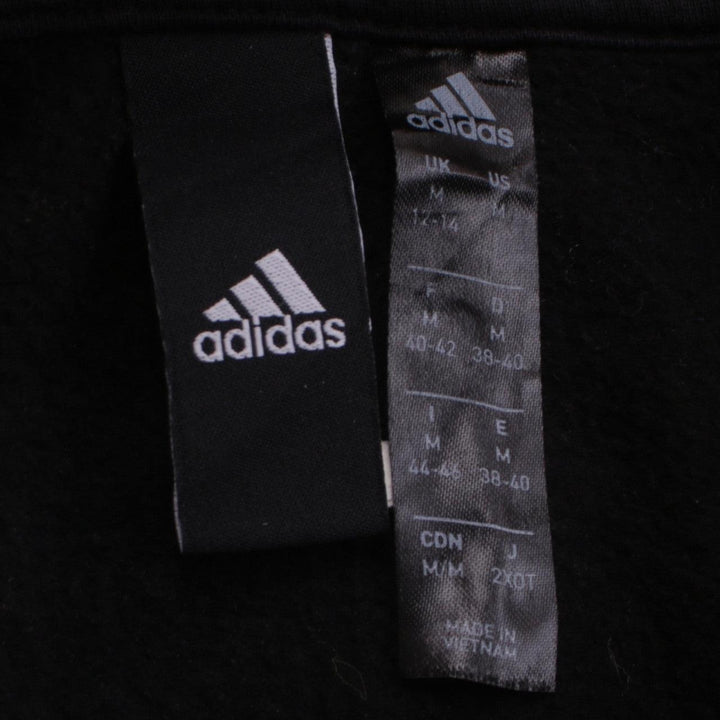 adidas
adidas
UK US
M M
12-14
F D
M M
40-42 38-40
I E
M M
44-46 38-40
CDN J
M/M 2XOT
MADE IN
VIETNAM